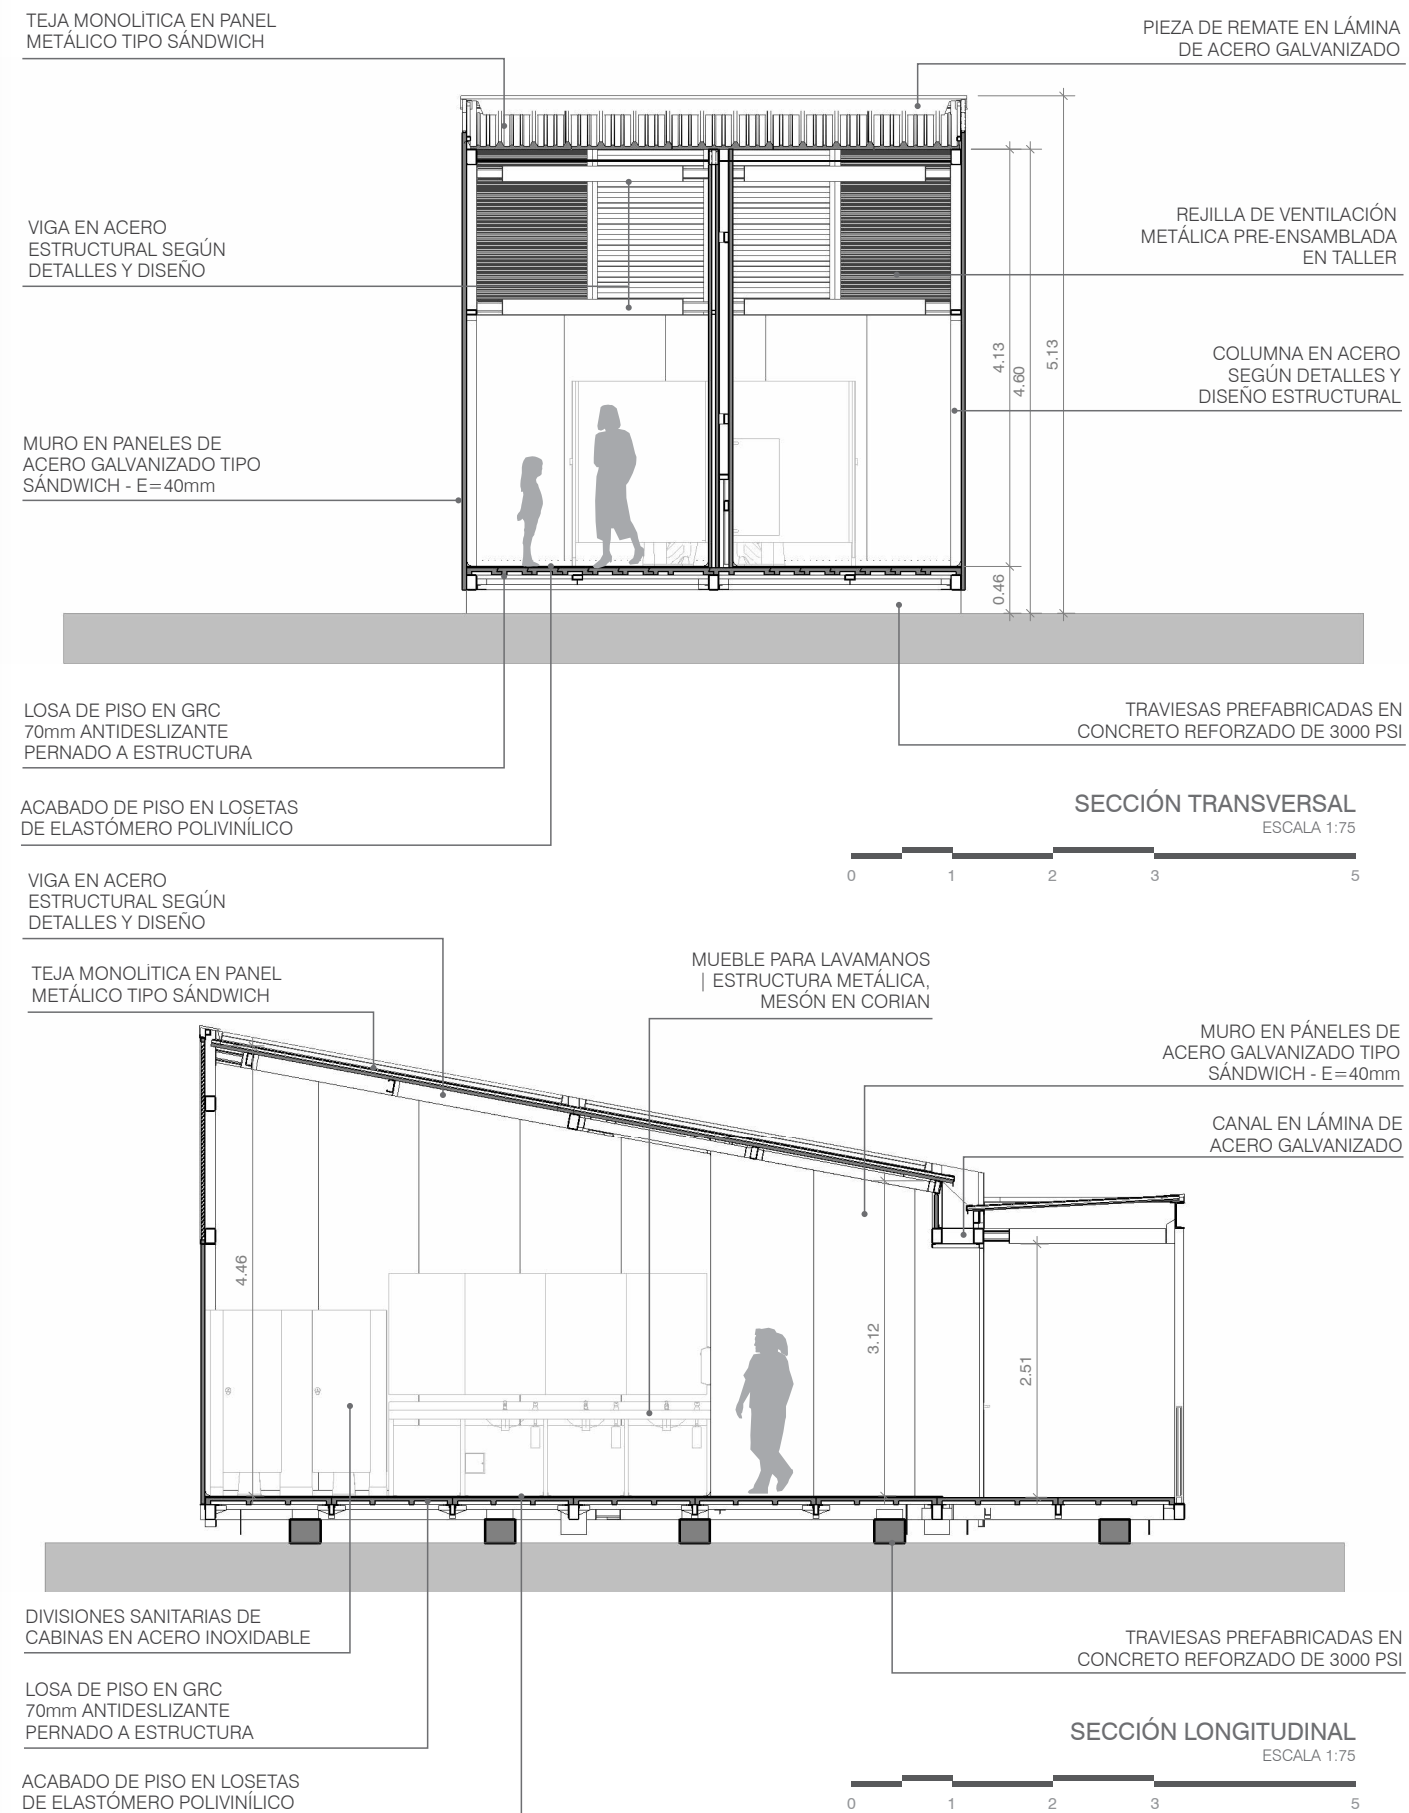 TEJA MONOLÍTICA EN PANEL
METÁLICO TIPO SÁNDWICH
PIEZA DE REMATE EN LÁMINA
DE ACERO GALVANIZADO
VIGA EN ACERO
ESTRUCTURAL SEGÚN
DETALLES Y DISEÑO
REJILLA DE VENTILACIÓN
METÁLICA PRE-ENSAMBLADA
EN TALLER
COLUMNA EN ACERO
SEGÚN DETALLES Y
DISEÑO ESTRUCTURAL
4.13
4.60
5.13
MURO EN PANELES DE
ACERO GALVANIZADO TIPO
SÁNDWICH - E=40mm
0.46
LOSA DE PISO EN GRC
70mm ANTIDESLIZANTE
PERNADO A ESTRUCTURA
TRAVIESAS PREFABRICADAS EN
CONCRETO REFORZADO DE 3000 PSI
ACABADO DE PISO EN LOSETAS
DE ELASTÓMERO POLIVINÍLICO
SECCIÓN TRANSVERSAL
ESCALA 1:75
0 1 2 3 5
VIGA EN ACERO
ESTRUCTURAL SEGÚN
DETALLES Y DISEÑO
TEJA MONOLÍTICA EN PANEL
METÁLICO TIPO SÁNDWICH
MUEBLE PARA LAVAMANOS
| ESTRUCTURA METÁLICA,
MESÓN EN CORIAN
MURO EN PÁNELES DE
ACERO GALVANIZADO TIPO
SÁNDWICH - E=40mm
CANAL EN LÁMINA DE
ACERO GALVANIZADO
4.46
3.12
2.51
DIVISIONES SANITARIAS DE
CABINAS EN ACERO INOXIDABLE
TRAVIESAS PREFABRICADAS EN
CONCRETO REFORZADO DE 3000 PSI
LOSA DE PISO EN GRC
70mm ANTIDESLIZANTE
PERNADO A ESTRUCTURA
SECCIÓN LONGITUDINAL
ESCALA 1:75
ACABADO DE PISO EN LOSETAS
DE ELASTÓMERO POLIVINÍLICO
0 1 2 3 5